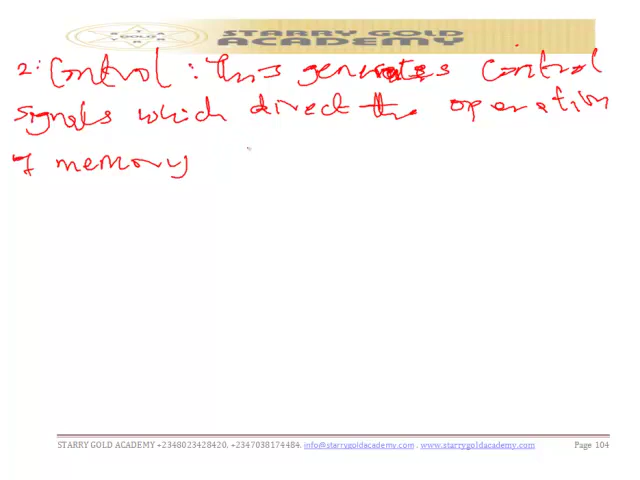 STARRY GOLD
ACADEMY
2: Control: This generates control
signals which direct the operation
of memory
STARRY GOLD ACADEMY +2348023428420, +2347038174484, info@starrygoldacademy.com , www.starrygoldacademy.com Page 104